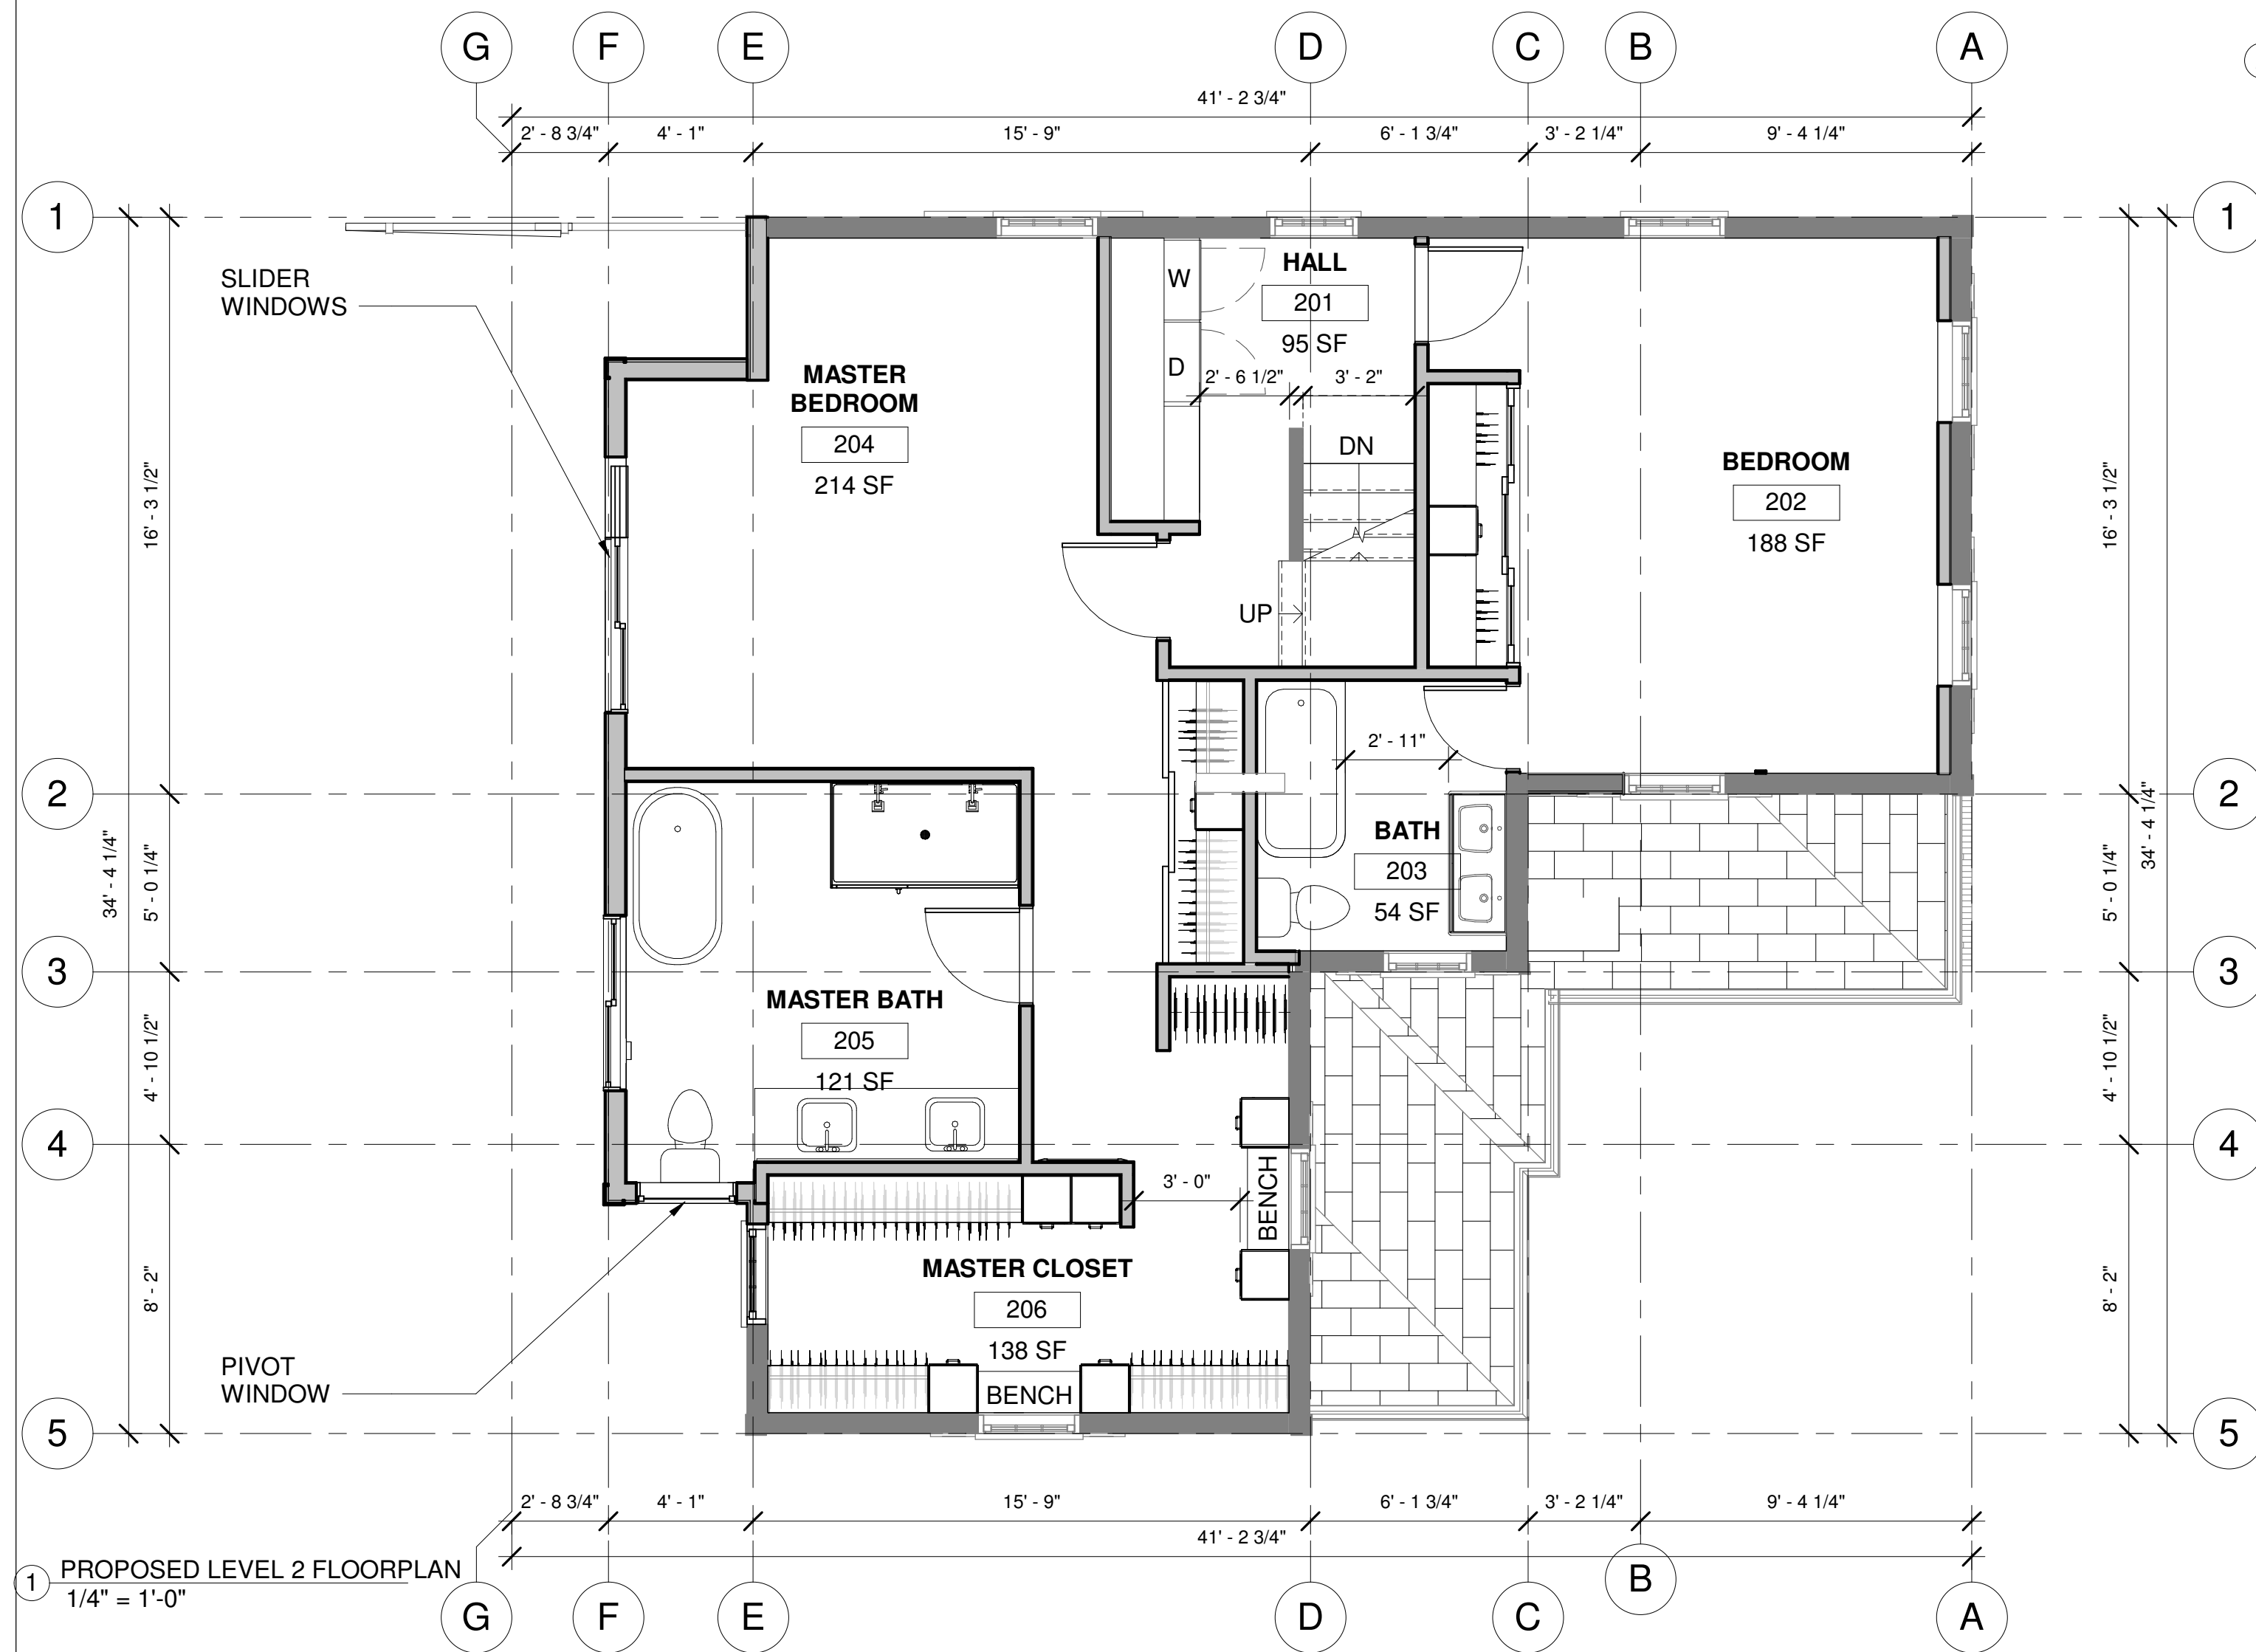 G F E D C B A
41' - 2 3/4"
2' - 8 3/4" 4' - 1" 15' - 9" 6' - 1 3/4" 3' - 2 1/4" 9' - 4 1/4"
1 1
SLIDER
WINDOWS
W
D
HALL
201
95 SF
2' - 6 1/2" 3' - 2"
MASTER
BEDROOM
204
214 SF
DN
UP
BEDROOM
202
188 SF
16' - 3 1/2"
16' - 3 1/2"
2 2
2' - 11"
BATH
203
54 SF
34' - 4 1/4"
5' - 0 1/4"
5' - 0 1/4"
34' - 4 1/4"
3 3
MASTER BATH
205
121 SF
4' - 10 1/2"
4' - 10 1/2"
4 4
3' - 0"
BENCH
MASTER CLOSET
206
138 SF
BENCH
8' - 2"
8' - 2"
PIVOT
WINDOW
5 5
2' - 8 3/4" 4' - 1" 15' - 9" 6' - 1 3/4" 3' - 2 1/4" 9' - 4 1/4"
41' - 2 3/4"
1 PROPOSED LEVEL 2 FLOORPLAN
1/4" = 1'-0"
G F E D C B A